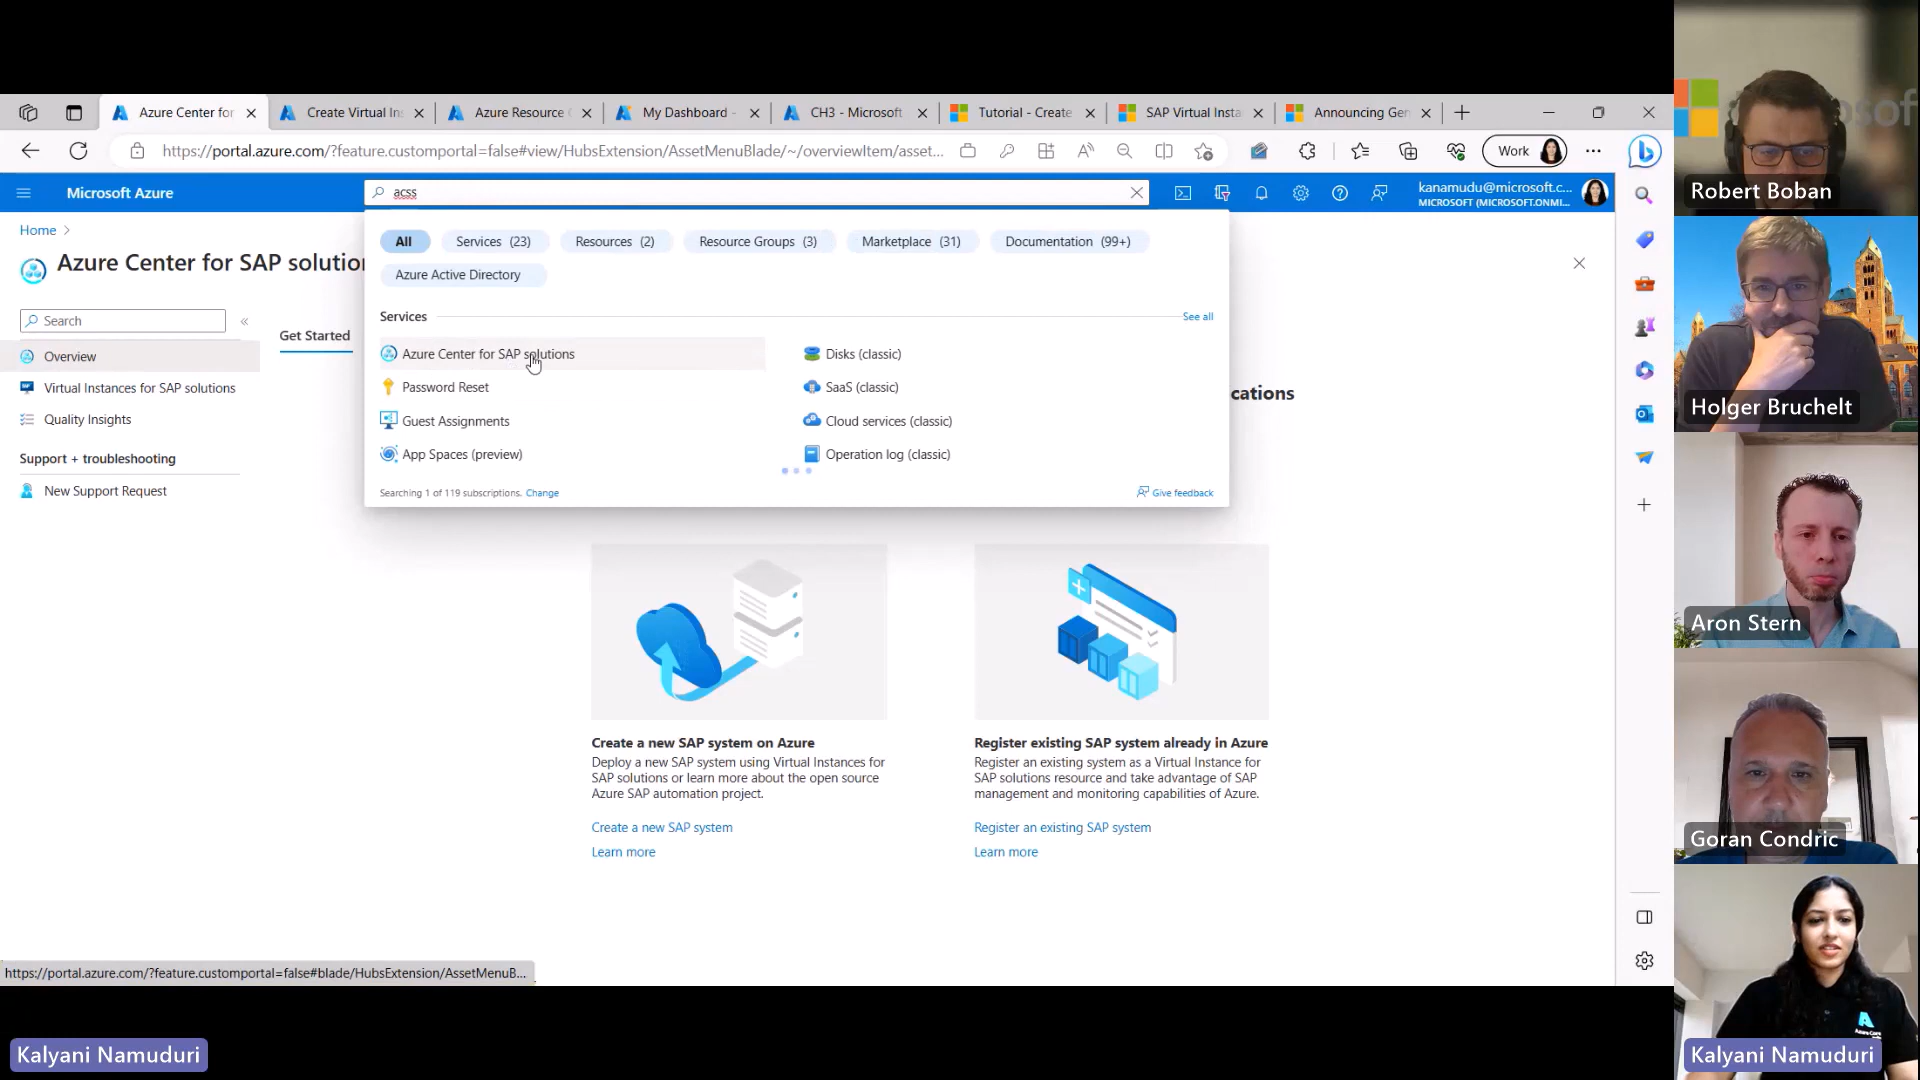 Azure Center for
Create Virtual In
Azure Resource
My Dashboard -
CH3 - Microsoft
Tutorial - Create
SAP Virtual Insta
Announcing Gen
https://portal.azure.com/?feature.customportal=false#view/HubsExtension/AssetMenuBlade/~/overviewItem/asset...
Work
Microsoft Azure
acss
kanamudu@microsoft.c...
MICROSOFT (MICROSOFT.ONMI...
Home
Azure Center for SAP solution
All
Services (23)
Resources (2)
Resource Groups (3)
Marketplace (31)
Documentation (99+)
Azure Active Directory
Search
Overview
Virtual Instances for SAP solutions
Quality Insights
Support + troubleshooting
New Support Request
Get Started
Services
See all
Azure Center for SAP solutions
Password Reset
Guest Assignments
App Spaces (preview)
Disks (classic)
SaaS (classic)
Cloud services (classic)
Operation log (classic)
Searching 1 of 119 subscriptions. Change
Give feedback
cations
Create a new SAP system on Azure
Deploy a new SAP system using Virtual Instances for
SAP solutions or learn more about the open source
Azure SAP automation project.
Create a new SAP system
Learn more
Register existing SAP system already in Azure
Register an existing system as a Virtual Instance for
SAP solutions resource and take advantage of SAP
management and monitoring capabilities of Azure.
Register an existing SAP system
Learn more
https://portal.azure.com/?feature.customportal=false#blade/HubsExtension/AssetMenuB...
Kalyani Namuduri
Robert Boban
Holger Bruchelt
Aron Stern
Goran Condric
Kalyani Namuduri